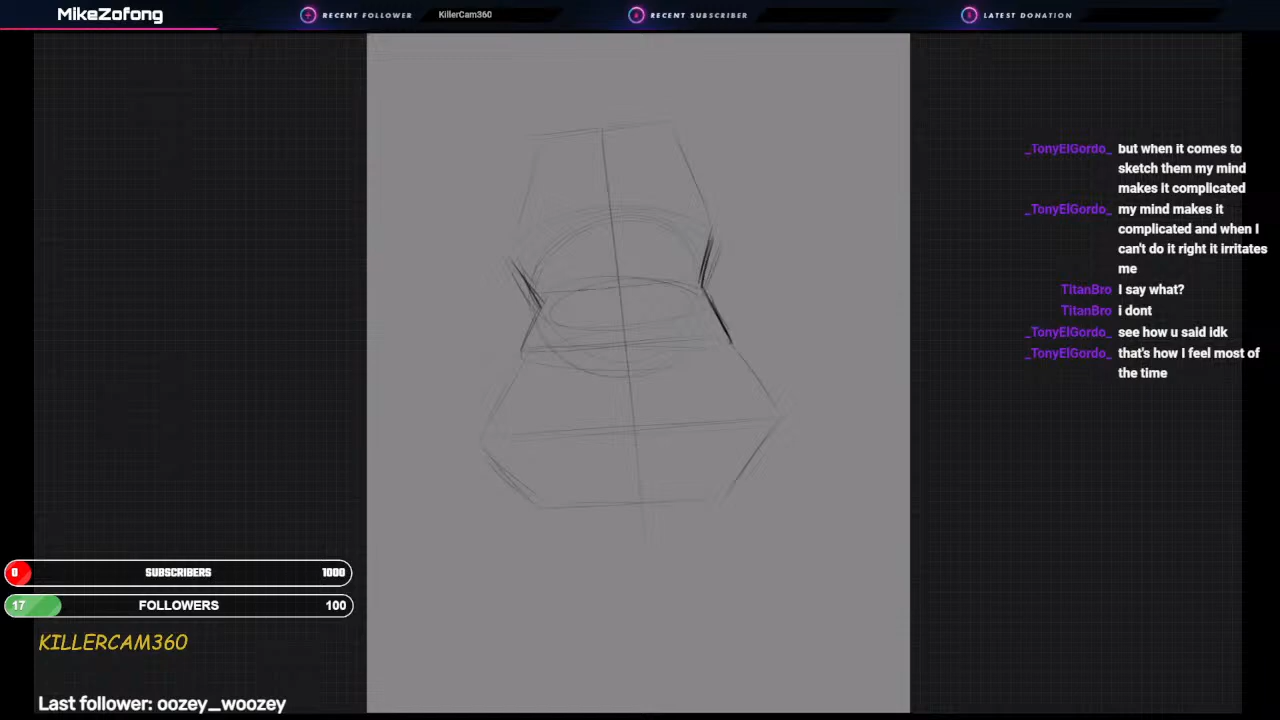 MikeZofong
RECENT FOLLOWER
KillerCam360
RECENT SUBSCRIBER
LATEST DONATION
_TonyElGordo_ but when it comes to
sketch them my mind
makes it complicated
_TonyElGordo_ my mind makes it
complicated and when I
can't do it right it irritates
me
TitanBro I say what?
TitanBro i dont
_TonyElGordo_ see how u said idk
_TonyElGordo_ that's how I feel most of
the time
0 SUBSCRIBERS 1000
17 FOLLOWERS 100
KILLERCAM360
Last follower: oozey_woozey